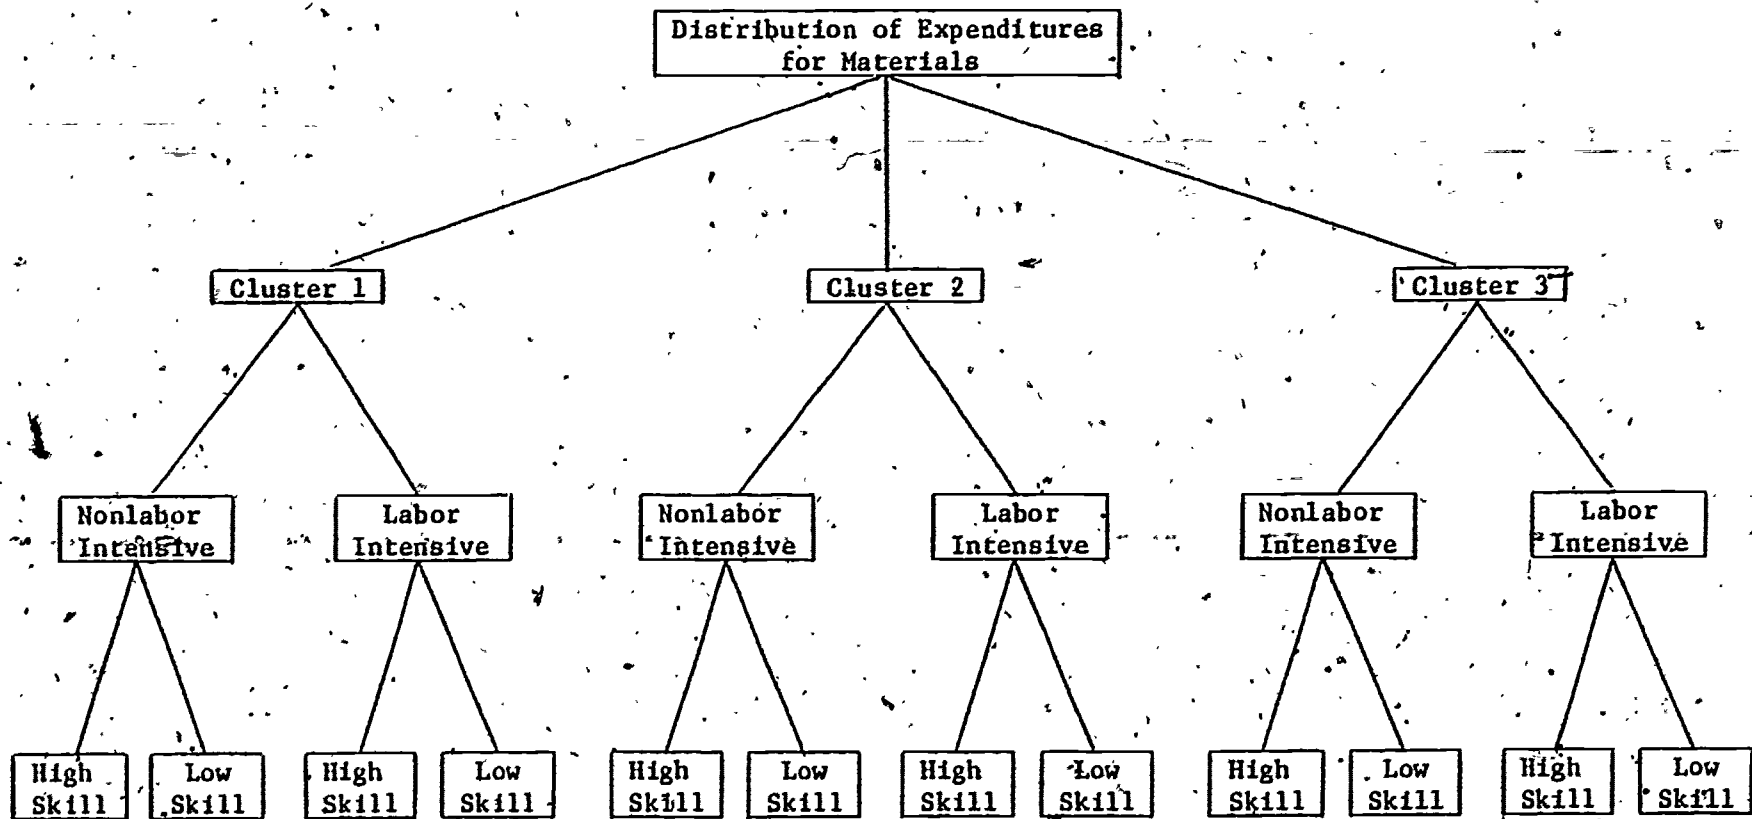 Distribution of Expenditures
for Materials
Cluster 1
Cluster 2
Cluster 3
Nonlabor
Intensive
Labor
Intensive
Nonlabor
Intensive
Labor
Intensive
Nonlabor
Intensive
Labor
Intensive
High
Skill
Low
Skill
High
Skill
Low
Skill
High
Skill
Low
Skill
High
Skill
Low
Skill
High
Skill
Low
Skill
High
Skill
Low
Skill